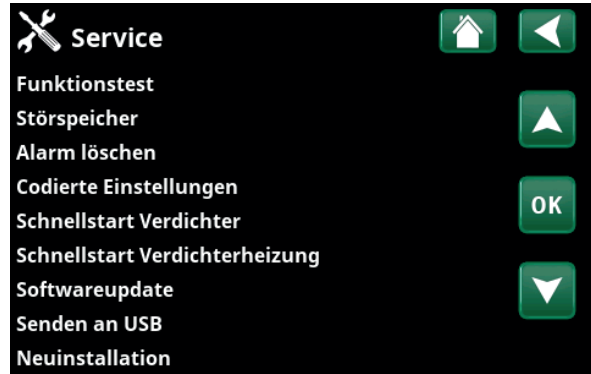 Service
Funktionstest
Störspeicher
Alarm löschen
Codierte Einstellungen
OK
Schnellstart Verdichter
Schnellstart Verdichterheizung
Softwareupdate
Senden an USB
Neuinstallation